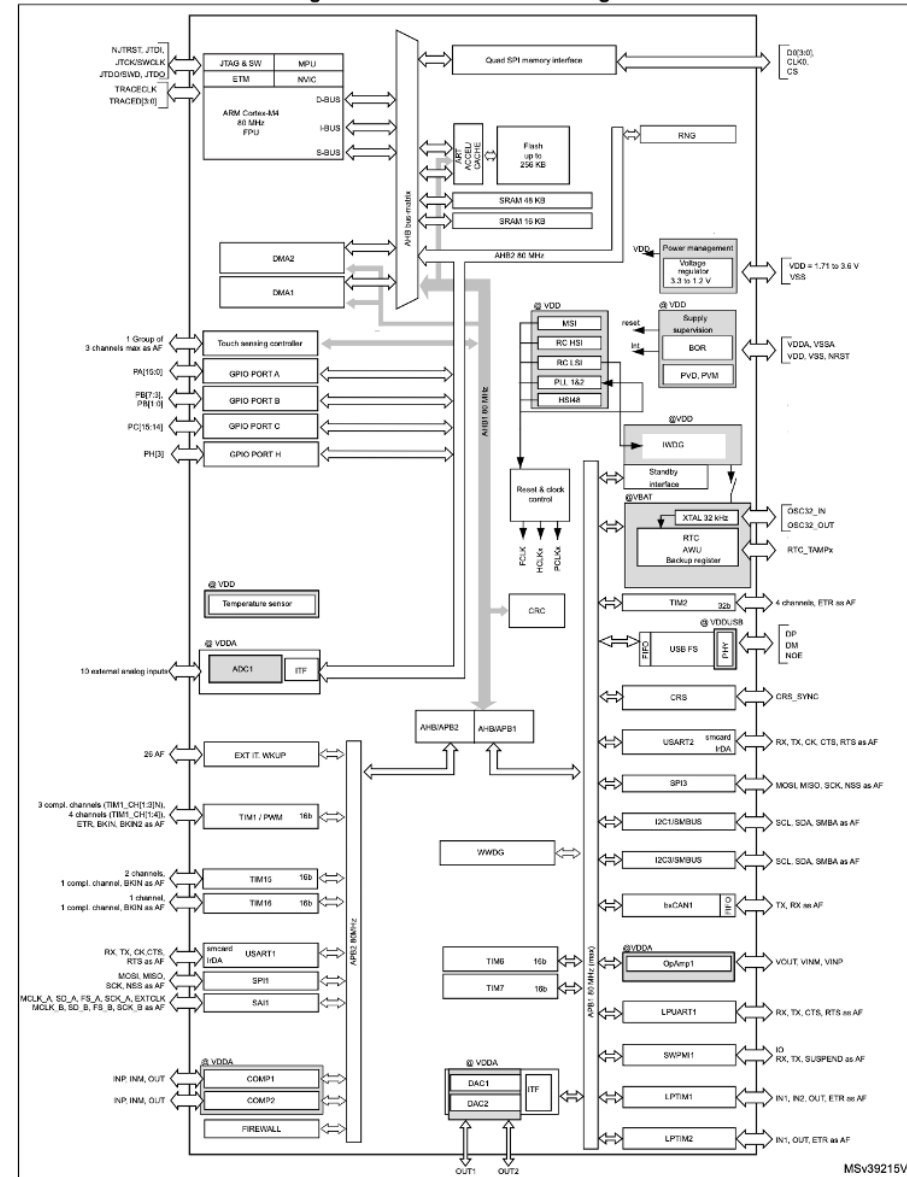 NJTRST, JTDI,
JTCK/SWCLK
JTDO/SWD, JTDO
TRACECLK
TRACED[3:0]
JTAG & SW
MPU
ETM
NVIC
ARM Cortex-M4
80 MHz
FPU
D-BUS
I-BUS
S-BUS
AHB bus-matrix
Quad SPI memory interface
D0[3:0],
CLK0,
CS
RNG
ART
ACCEL/
CACHE
Flash
up to
256 KB
SRAM 48 KB
SRAM 16 KB
AHB2 80 MHz
DMA2
DMA1
VDD
Power management
Voltage
regulator
3.3 to 1.2 V
VDD = 1.71 to 3.6 V
VSS
@ VDD
MSI
RC HSI
RC LSI
PLL 1&2
HSI48
@ VDD
reset
Int
Supply
supervision
BOR
PVD, PVM
VDDA, VSSA
VDD, VSS, NRST
1 Group of
3 channels max as AF
Touch sensing controller
PA[15:0]
GPIO PORT A
PB[7:3],
PB[1:0]
GPIO PORT B
PC[15:14]
GPIO PORT C
PH[3]
GPIO PORT H
AHB1 80 MHz
@VDD
IWDG
Standby
interface
Reset & clock
control
FCLK
HCLKx
PCLKx
@VBAT
XTAL 32 kHz
RTC
AWU
Backup register
OSC32_IN
OSC32_OUT
RTC_TAMPx
@ VDD
Temperature sensor
CRC
TIM2
32b
4 channels, ETR as AF
@ VDDUSB
FIFO
USB FS
PHY
DP
DM
NOE
@ VDDA
10 external analog inputs
ADC1
ITF
CRS
CRS_SYNC
AHB/APB2
AHB/APB1
26 AF
EXT IT. WKUP
USART2
smcard
IrDA
RX, TX, CK, CTS, RTS as AF
SPI3
MOSI, MISO, SCK, NSS as AF
3 compl. channels (TIM1_CH[1:3]N),
4 channels (TIM1_CH[1:4]),
ETR, BKIN, BKIN2 as AF
TIM1 / PWM
16b
I2C1/SMBUS
SCL, SDA, SMBA as AF
WWDG
I2C3/SMBUS
SCL, SDA, SMBA as AF
2 channels,
1 compl. channel, BKIN as AF
TIM15
16b
1 channel,
1 compl. channel, BKIN as AF
TIM16
16b
bxCAN1
FIFO
TX, RX as AF
APB2 80MHz
APB1 80 MHz (max)
RX, TX, CK,CTS,
RTS as AF
smcard
IrDA
USART1
TIM6
16b
@VDDA
OpAmp1
VOUT, VINM, VINP
MOSI, MISO,
SCK, NSS as AF
SPI1
TIM7
16b
MCLK_A, SD_A, FS_A, SCK_A, EXTCLK
MCLK_B, SD_B, FS_B, SCK_B as AF
SAI1
LPUART1
RX, TX, CTS, RTS as AF
SWPMI1
IO
RX, TX, SUSPEND as AF
@ VDDA
INP, INM, OUT
COMP1
INP, INM, OUT
COMP2
FIREWALL
@ VDDA
DAC1
DAC2
ITF
OUT1
OUT2
LPTIM1
IN1, IN2, OUT, ETR as AF
LPTIM2
IN1, OUT, ETR as AF
MSv39215V